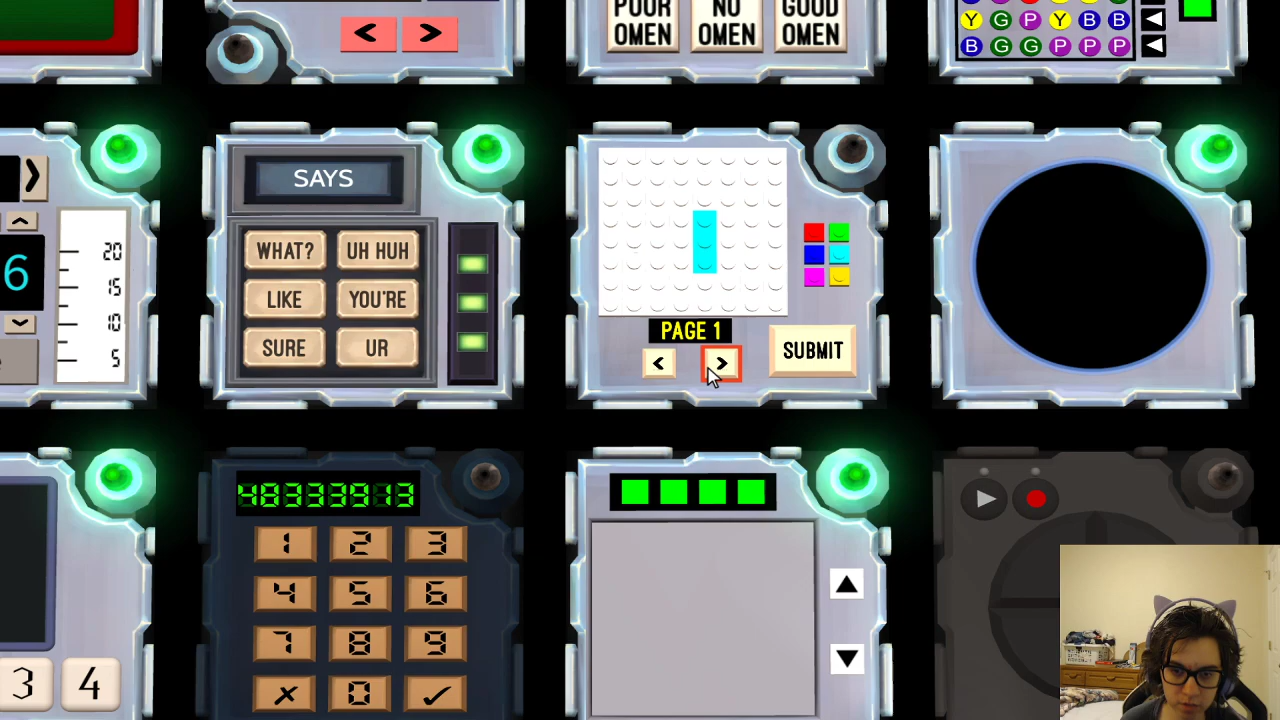 POOR NO GOOD
OMEN OMEN OMEN
< >
Y G P Y B B
B G G P P P
SAYS
WHAT? UH HUH
LIKE YOU'RE
SURE UR
6
20
15
10
5
PAGE 1
< >
SUBMIT
48333913
1 2 3
4 5 6
7 8 9
× 0 ✓
3 4